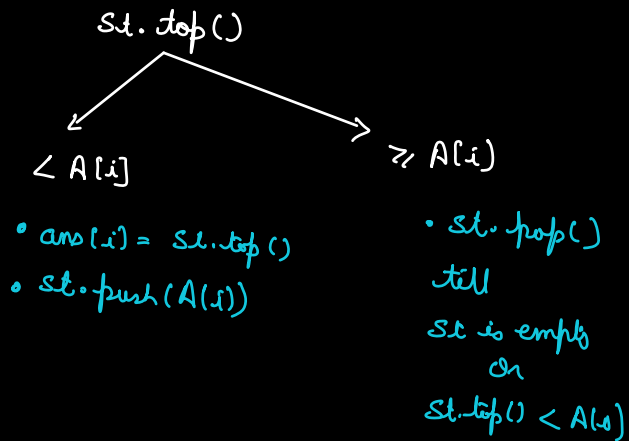 St.top()
< A[i]
≥ A[i]
• ans[i] = St.top()
• St.push(A[i])
• St.pop()
till
St is empty
or
St.top() < A[i]